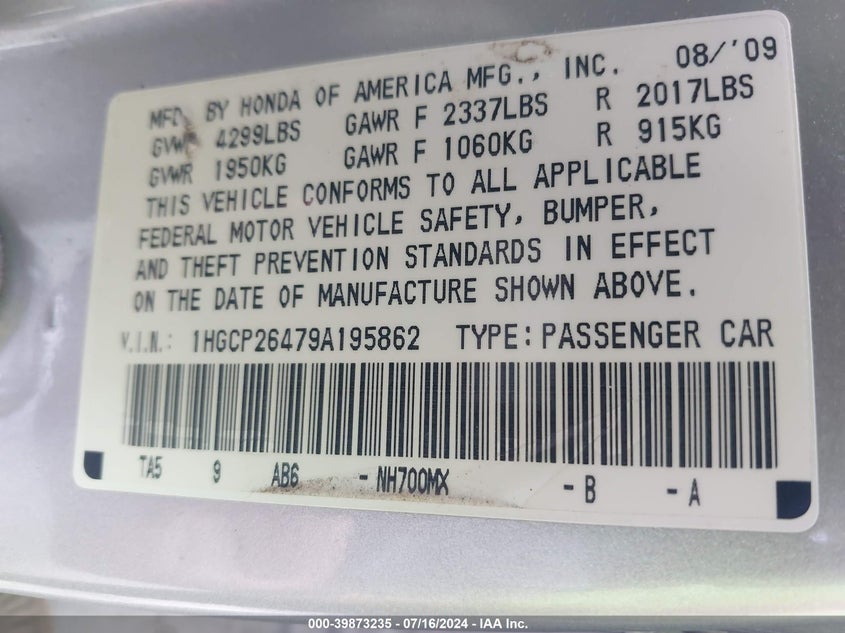 MFD. BY HONDA OF AMERICA MFG., INC. 08/'09
GVWR 4299LBS GAWR F 2337LBS R 2017LBS
GVWR 1950KG GAWR F 1060KG R 915KG
THIS VEHICLE CONFORMS TO ALL APPLICABLE
FEDERAL MOTOR VEHICLE SAFETY, BUMPER,
AND THEFT PREVENTION STANDARDS IN EFFECT
ON THE DATE OF MANUFACTURE SHOWN ABOVE.
V.I.N.: 1HGCP26479A195862 TYPE: PASSENGER CAR
TA5 9 AB6 - NH700MX - B - A
000-39873235 - 07/16/2024 - IAA Inc.